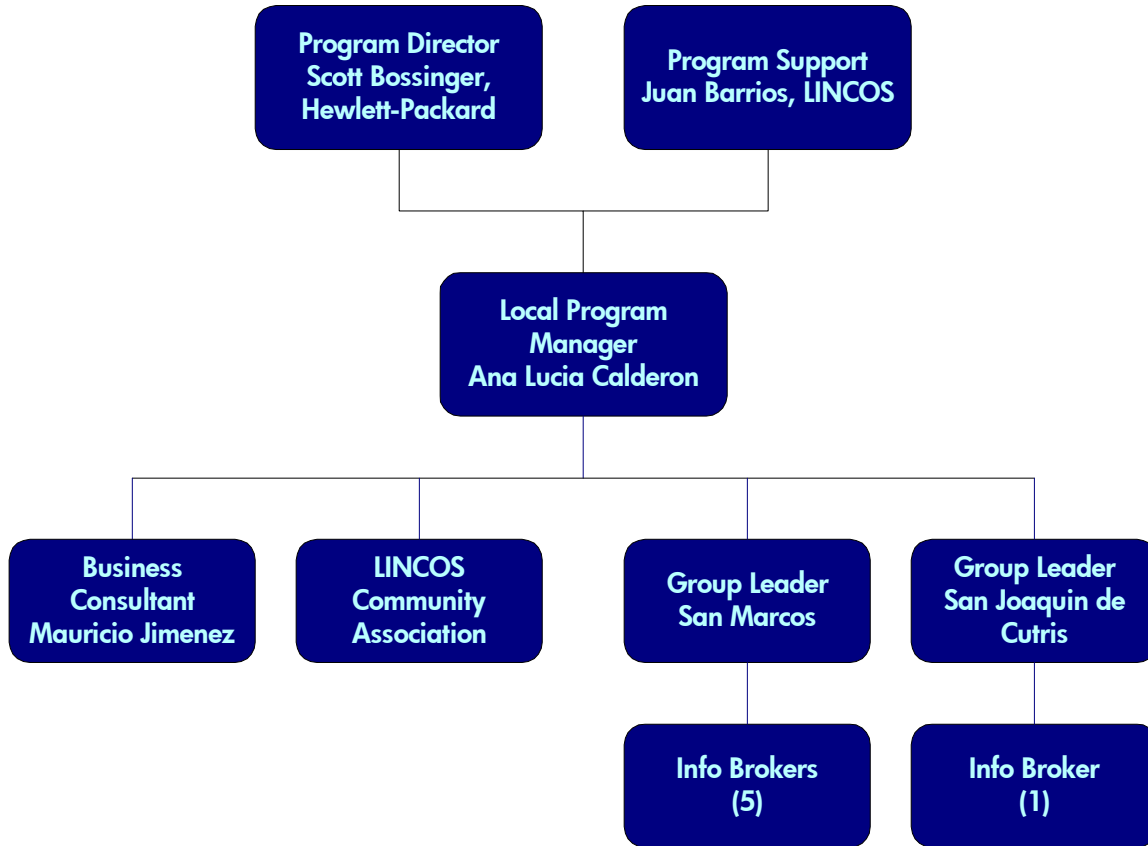 Program Director
Scott Bossinger,
Hewlett-Packard
Program Support
Juan Barrios, LINCOS
Local Program
Manager
Ana Lucia Calderon
Business
Consultant
Mauricio Jimenez
LINCOS
Community
Association
Group Leader
San Marcos
Group Leader
San Joaquin de
Cutris
Info Brokers
(5)
Info Broker
(1)